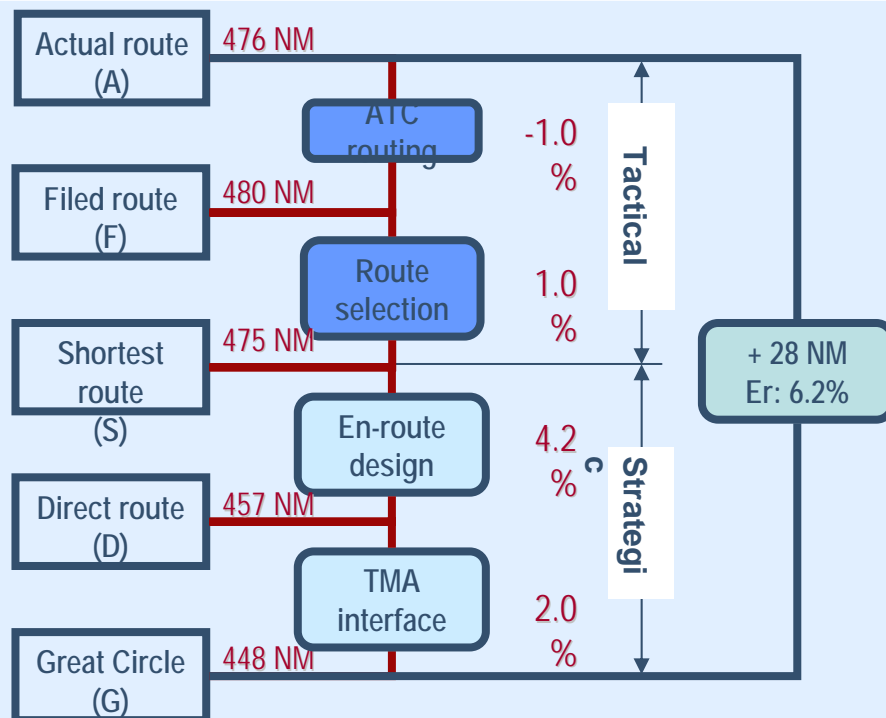 Actual route
(A)
476 NM
ATC
routing
-1.0
%
Tactical
Filed route
(F)
480 NM
Route
selection
1.0
%
Shortest
route
(S)
475 NM
+ 28 NM
Er: 6.2%
En-route
design
4.2
%
Strategi
c
Direct route
(D)
457 NM
TMA
interface
2.0
%
Great Circle
(G)
448 NM